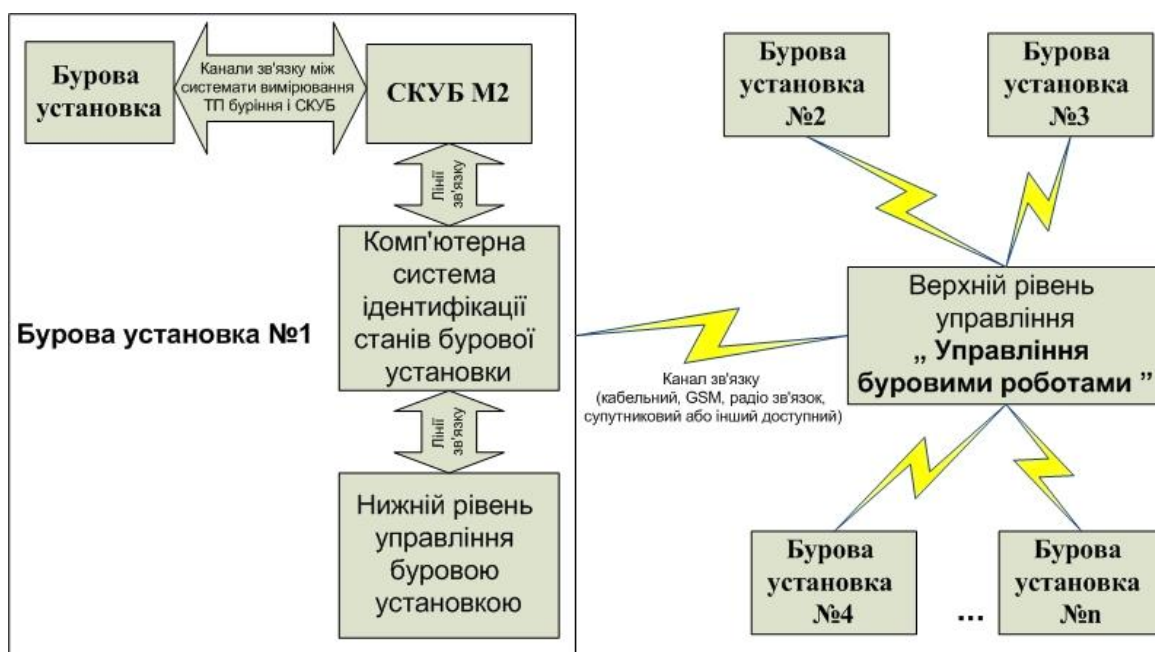 Бурова
установка
Канали зв'язку між
системати вимірювання
ТП буріння і СКУБ
СКУБ М2
Лінії
зв'язку
Комп'ютерна
система
ідентифікації
станів бурової
установки
Бурова установка №1
Лінії
зв'язку
Нижній рівень
управління
буровою
установкою
Канал зв'язку
(кабельний, GSM, радіо зв'язок,
супутниковий або інший доступний)
Бурова
установка
№2
Бурова
установка
№3
Верхній рівень
управління
„ Управління
буровими роботами ”
Бурова
установка
№4
...
Бурова
установка
№n